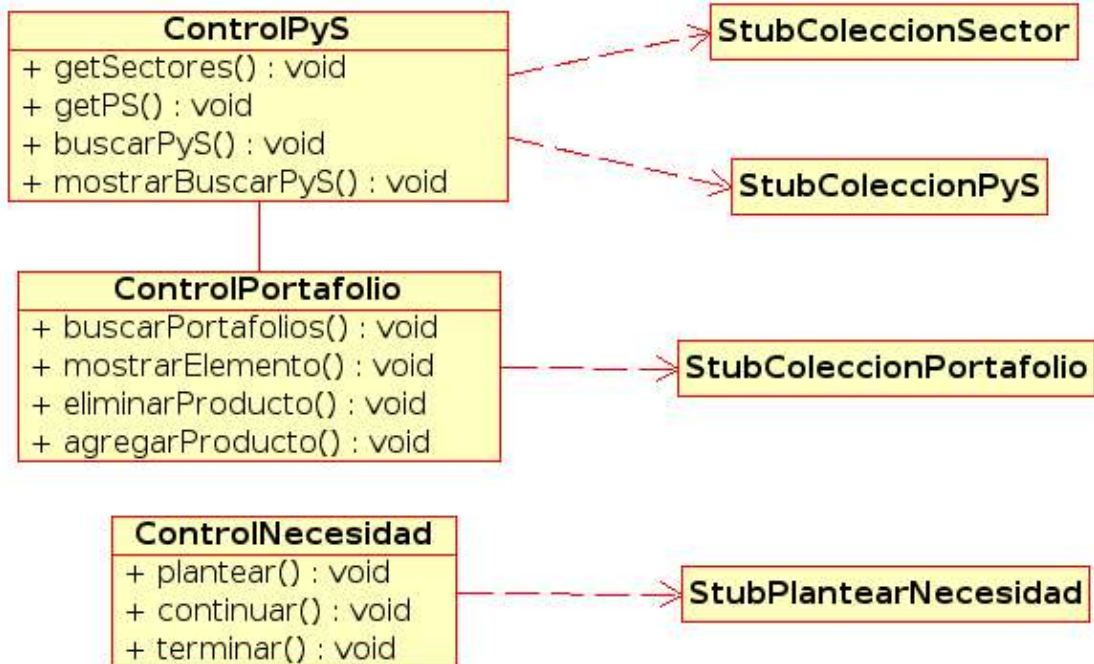 ControlPyS
+ getSectores() : void
+ getPS() : void
+ buscarPyS() : void
+ mostrarBuscarPyS() : void
StubColeccionSector
StubColeccionPyS
ControlPortafolio
+ buscarPortafolios() : void
+ mostrarElemento() : void
+ eliminarProducto() : void
+ agregarProducto() : void
StubColeccionPortafolio
ControlNecesidad
+ plantear() : void
+ continuar() : void
+ terminar() : void
StubPlantearNecesidad